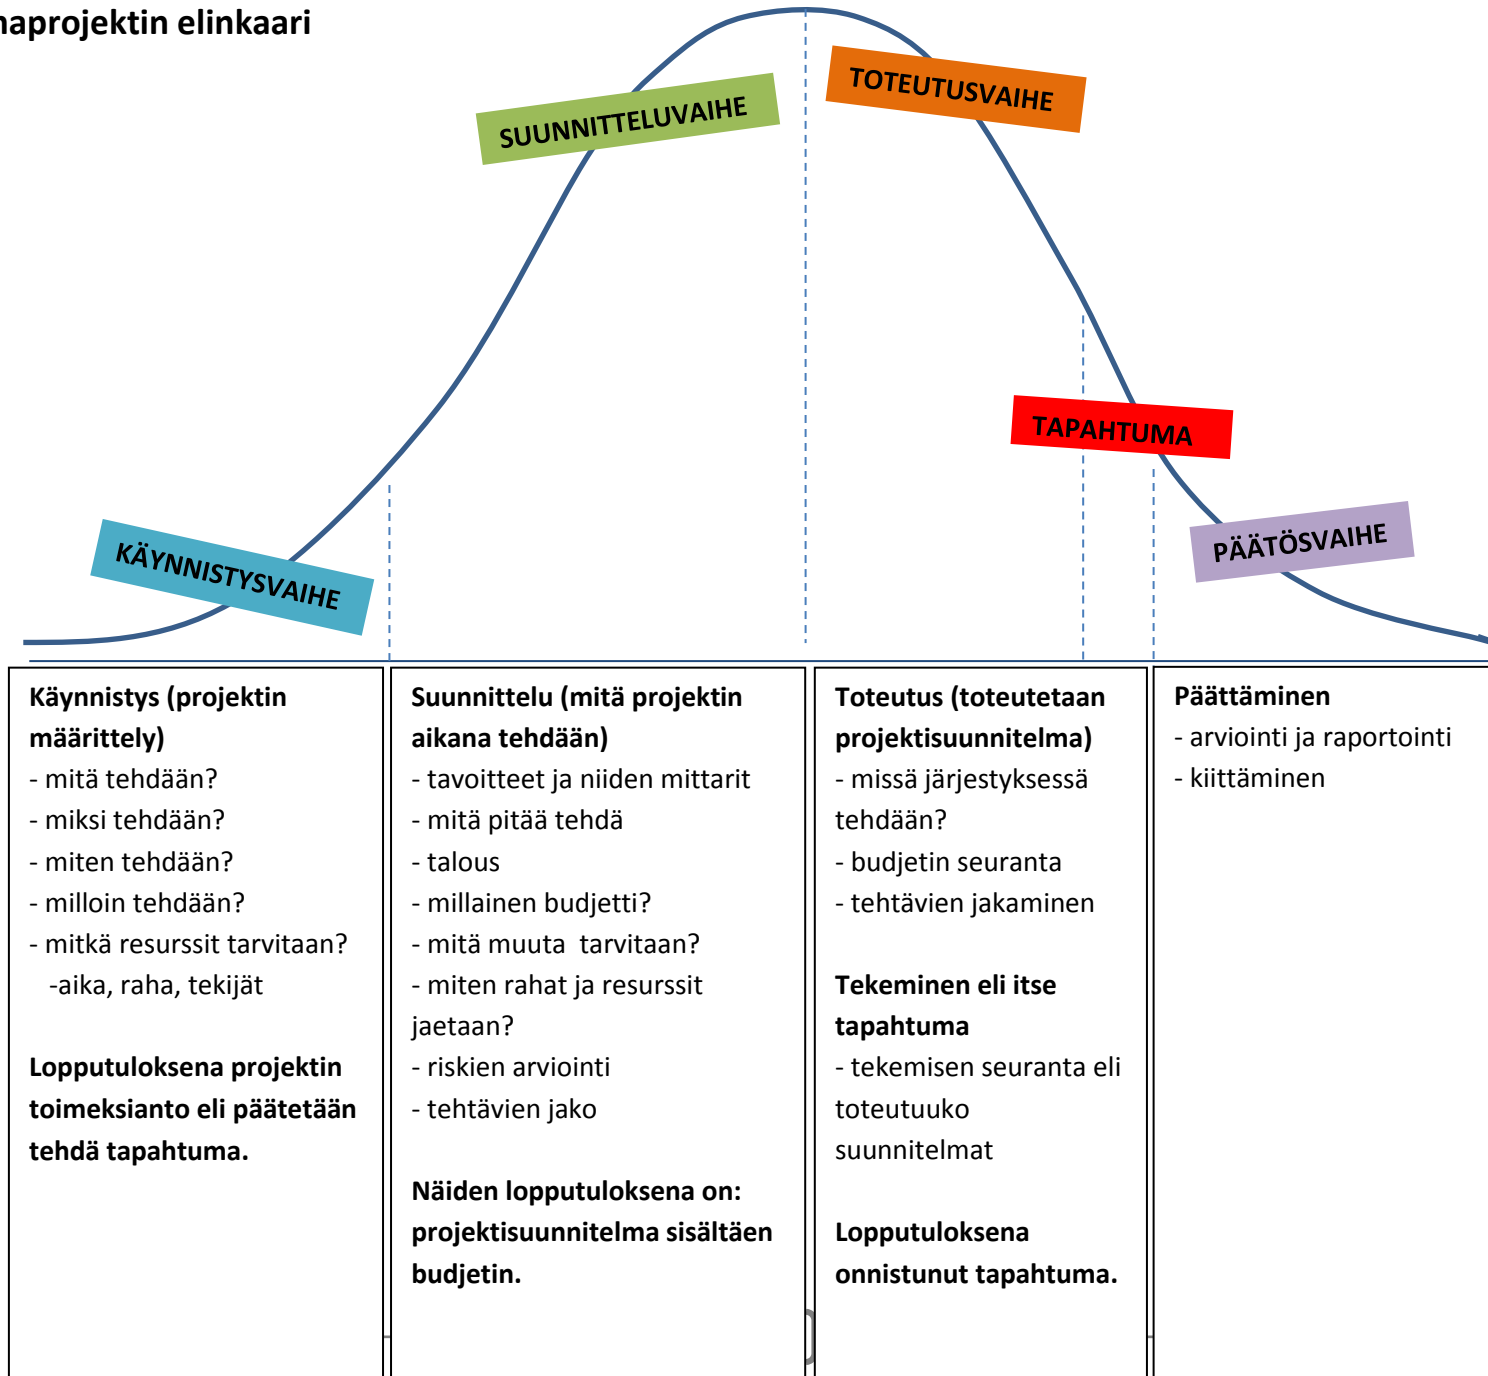 naprojektin elinkaari
SUUNNITTELUVAIHE
TOTEUTUSVAIHE
TAPAHTUMA
KÄYNNISTYSVAIHE
PÄÄTÖSVAIHE
Käynnistys (projektin
määrittely)
- mitä tehdään?
- miksi tehdään?
- miten tehdään?
- milloin tehdään?
- mitkä resurssit tarvitaan?
-aika, raha, tekijät
Lopputuloksena projektin
toimeksianto eli päätetään
tehdä tapahtuma.
Suunnittelu (mitä projektin
aikana tehdään)
- tavoitteet ja niiden mittarit
- mitä pitää tehdä
- talous
- millainen budjetti?
- mitä muuta  tarvitaan?
- miten rahat ja resurssit
jaetaan?
- riskien arviointi
- tehtävien jako
Näiden lopputuloksena on:
projektisuunnitelma sisältäen
budjetin.
Toteutus (toteutetaan
projektisuunnitelma)
- missä järjestyksessä
tehdään?
- budjetin seuranta
- tehtävien jakaminen
Tekeminen eli itse
tapahtuma
- tekemisen seuranta eli
toteutuuko
suunnitelmat
Lopputuloksena
onnistunut tapahtuma.
Päättäminen
- arviointi ja raportointi
- kiittäminen